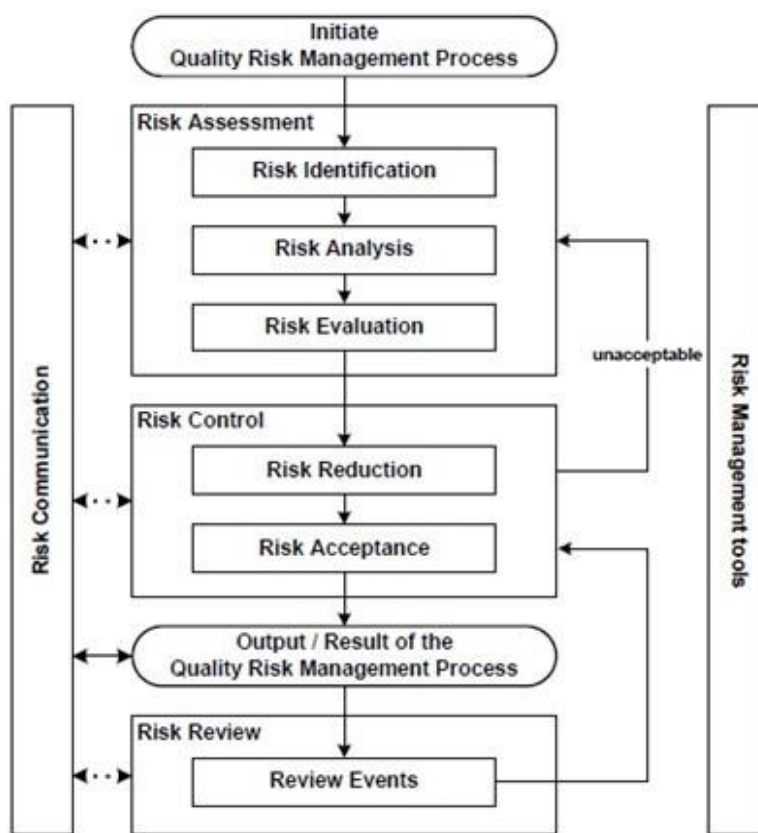 Initiate
Quality Risk Management Process
Risk Assessment
Risk Identification
Risk Analysis
Risk Evaluation
unacceptable
Risk Control
Risk Reduction
Risk Acceptance
Output / Result of the
Quality Risk Management Process
Risk Review
Review Events
Risk Communication
Risk Management tools